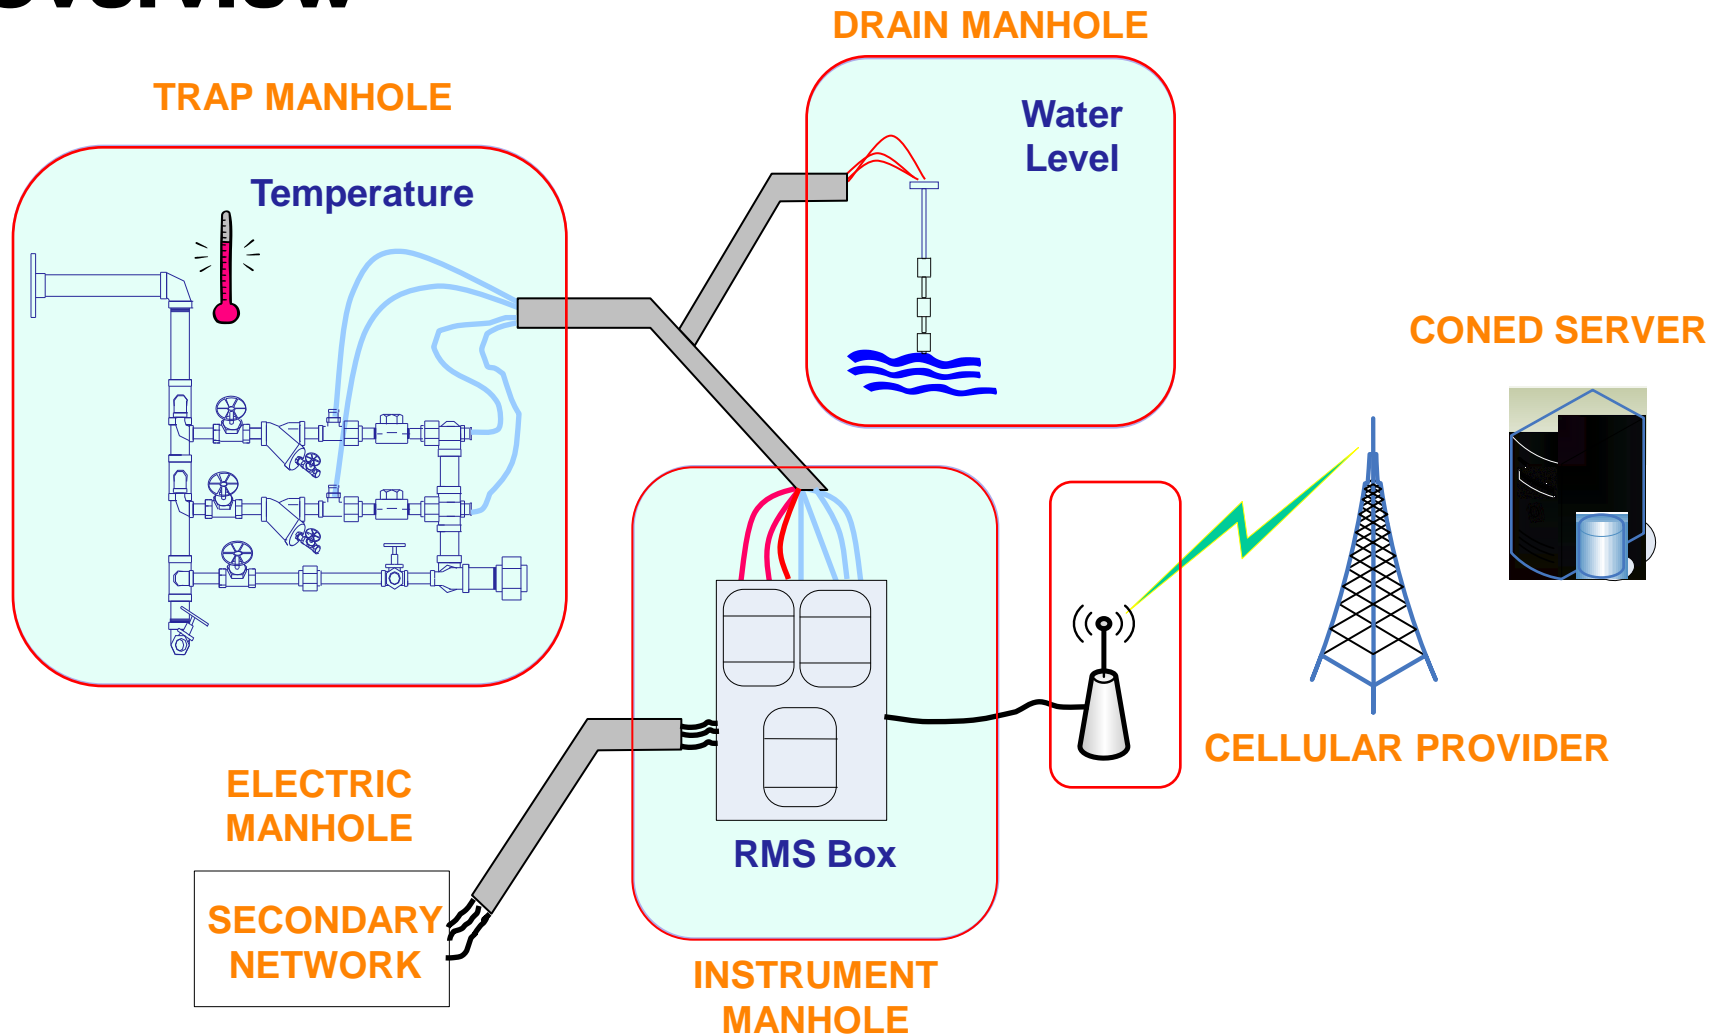 DRAIN MANHOLE
TRAP MANHOLE
Water
Level
Temperature
CONED SERVER
CELLULAR PROVIDER
ELECTRIC
MANHOLE
RMS Box
SECONDARY
NETWORK
INSTRUMENT
MANHOLE